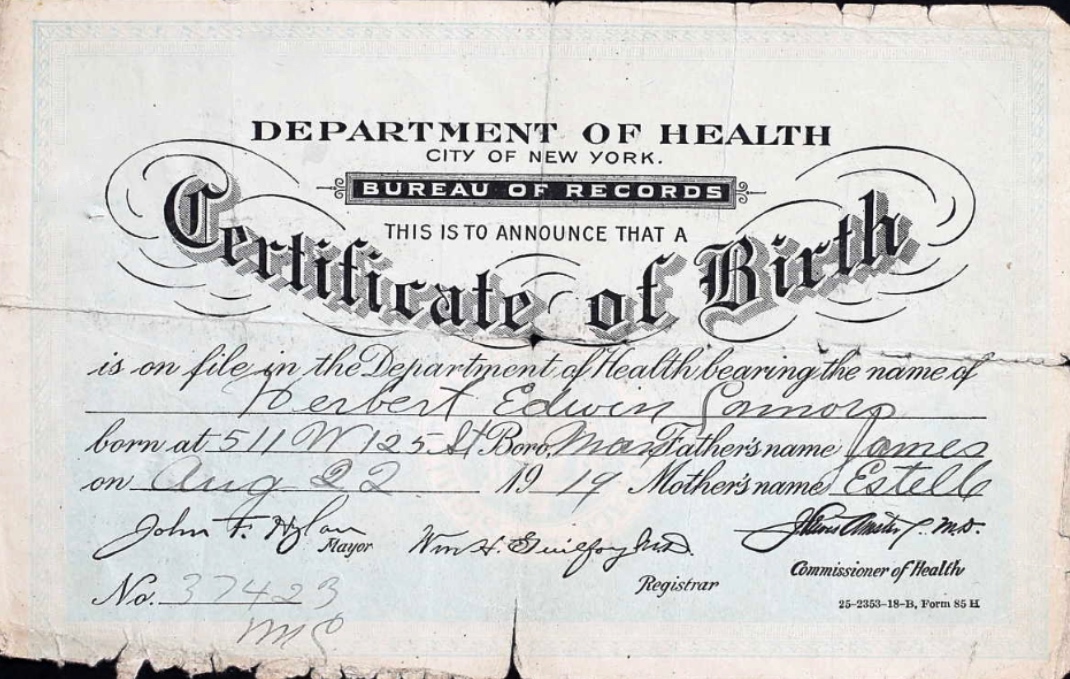 DEPARTMENT OF HEALTH
CITY OF NEW YORK.
BUREAU OF RECORDS
THIS IS TO ANNOUNCE THAT A
Certificate of Birth
is on file in the Department of Health bearing the name of
Herbert Edwin Connors
born at 511 W 125 St Boro, Man Father's name James
on Aug 22 1919 Mother's name Estell
John F. Hylan Mayor
Wm H. Guilfoy M.D. Registrar
M.D. Commissioner of Health
No. 37423
25-2353-18-B, Form 85 H